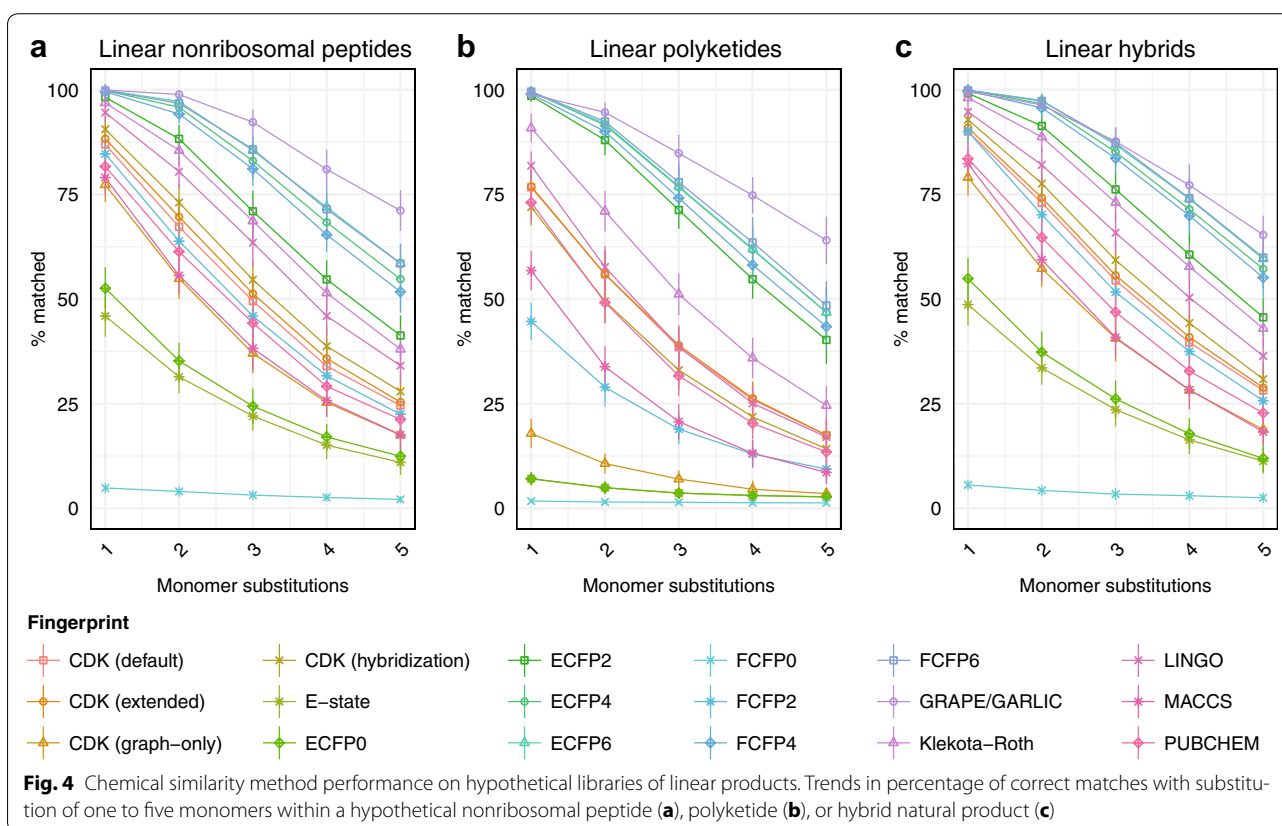 a Linear nonribosomal peptides
b Linear polyketides
c Linear hybrids
% matched
100
75
50
25
0
1 2 3 4 5
Monomer substitutions
% matched
100
75
50
25
0
1 2 3 4 5
Monomer substitutions
% matched
100
75
50
25
0
1 2 3 4 5
Monomer substitutions
Fingerprint
CDK (default) CDK (hybridization) ECFP2 FCFP0 FCFP6 LINGO
CDK (extended) E−state ECFP4 FCFP2 GRAPE/GARLIC MACCS
CDK (graph−only) ECFP0 ECFP6 FCFP4 Klekota−Roth PUBCHEM
Fig. 4 Chemical similarity method performance on hypothetical libraries of linear products. Trends in percentage of correct matches with substitu-
tion of one to five monomers within a hypothetical nonribosomal peptide (a), polyketide (b), or hybrid natural product (c)